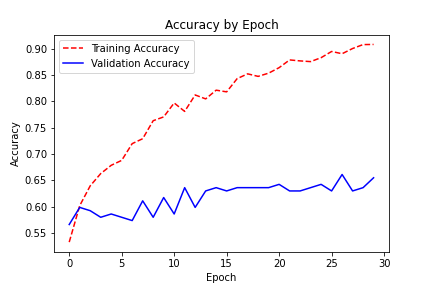 Accuracy by Epoch
Training Accuracy
Validation Accuracy
0.90
0.85
0.80
0.75
0.70
0.65
0.60
0.55
Accuracy
0 5 10 15 20 25 30
Epoch